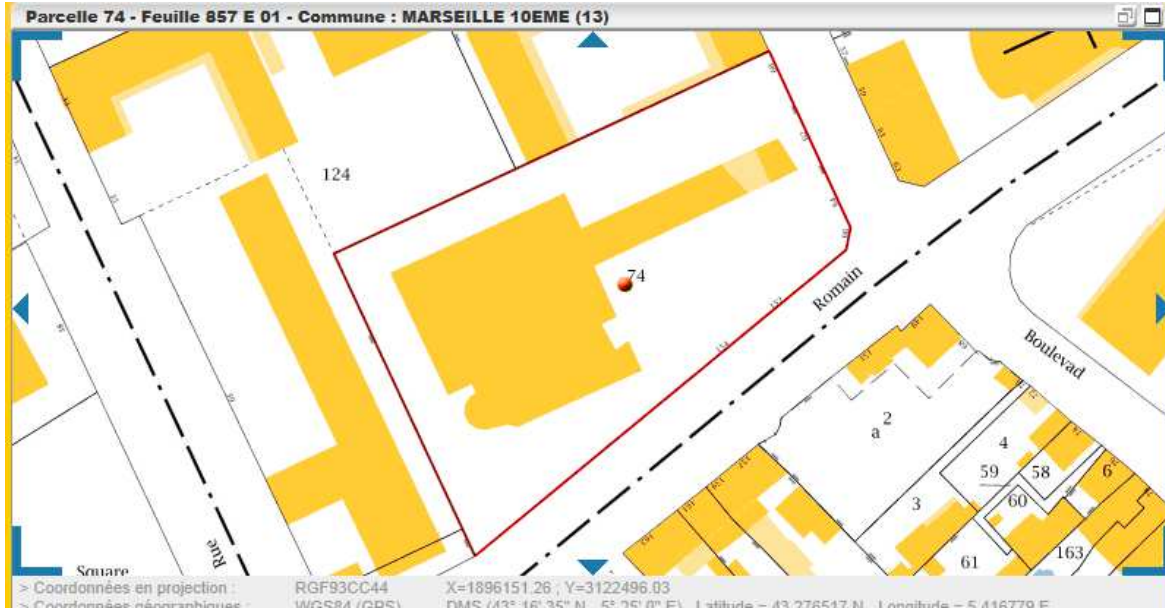 Parcelle 74 - Feuille 857 E 01 - Commune : MARSEILLE 10EME (13)
124
74
Romain
Boulevad
2
a
4
59
58
6
60
3
61
163
Rue
Square
> Coordonnées en projection : RGF93CC44 X=1896151.26 ; Y=3122496.03
> Coordonnées géographiques : WGS84 (GPS) DMS (43° 16' 35" N , 5° 25' 0" E) Latitude = 43.276517 N Longitude = 5.416779 E